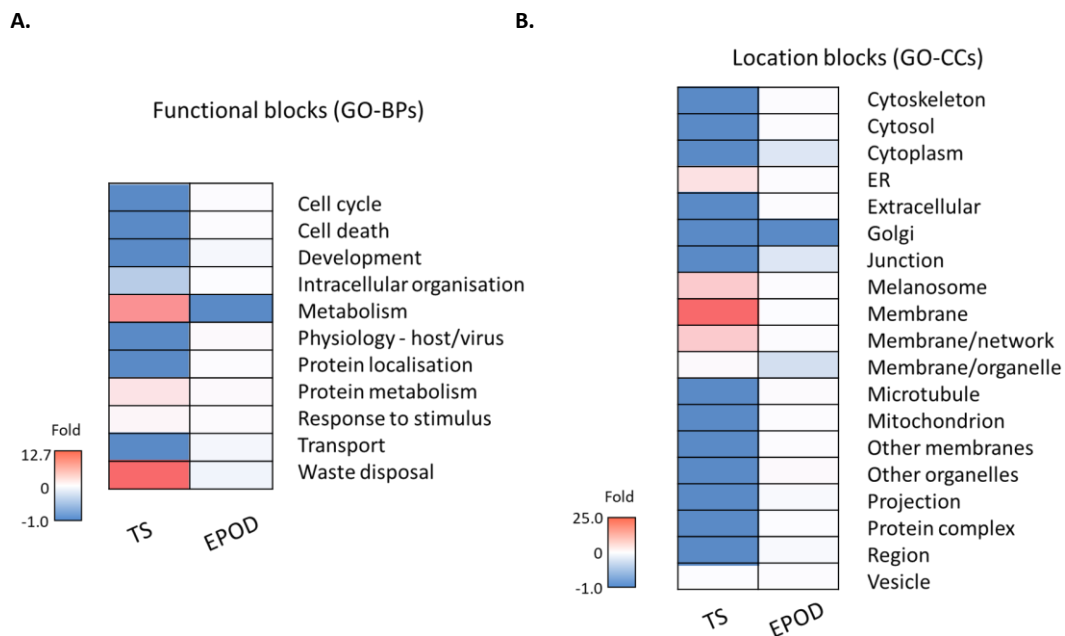 A.
Functional blocks (GO-BPs)
Cell cycle
Cell death
Development
Intracellular organisation
Metabolism
Physiology - host/virus
Protein localisation
Protein metabolism
Response to stimulus
Transport
Waste disposal
Fold
12.7
0
-1.0
TS
EPOD
B.
Location blocks (GO-CCs)
Cytoskeleton
Cytosol
Cytoplasm
ER
Extracellular
Golgi
Junction
Melanosome
Membrane
Membrane/network
Membrane/organelle
Microtubule
Mitochondrion
Other membranes
Other organelles
Projection
Protein complex
Region
Vesicle
Fold
25.0
0
-1.0
TS
EPOD